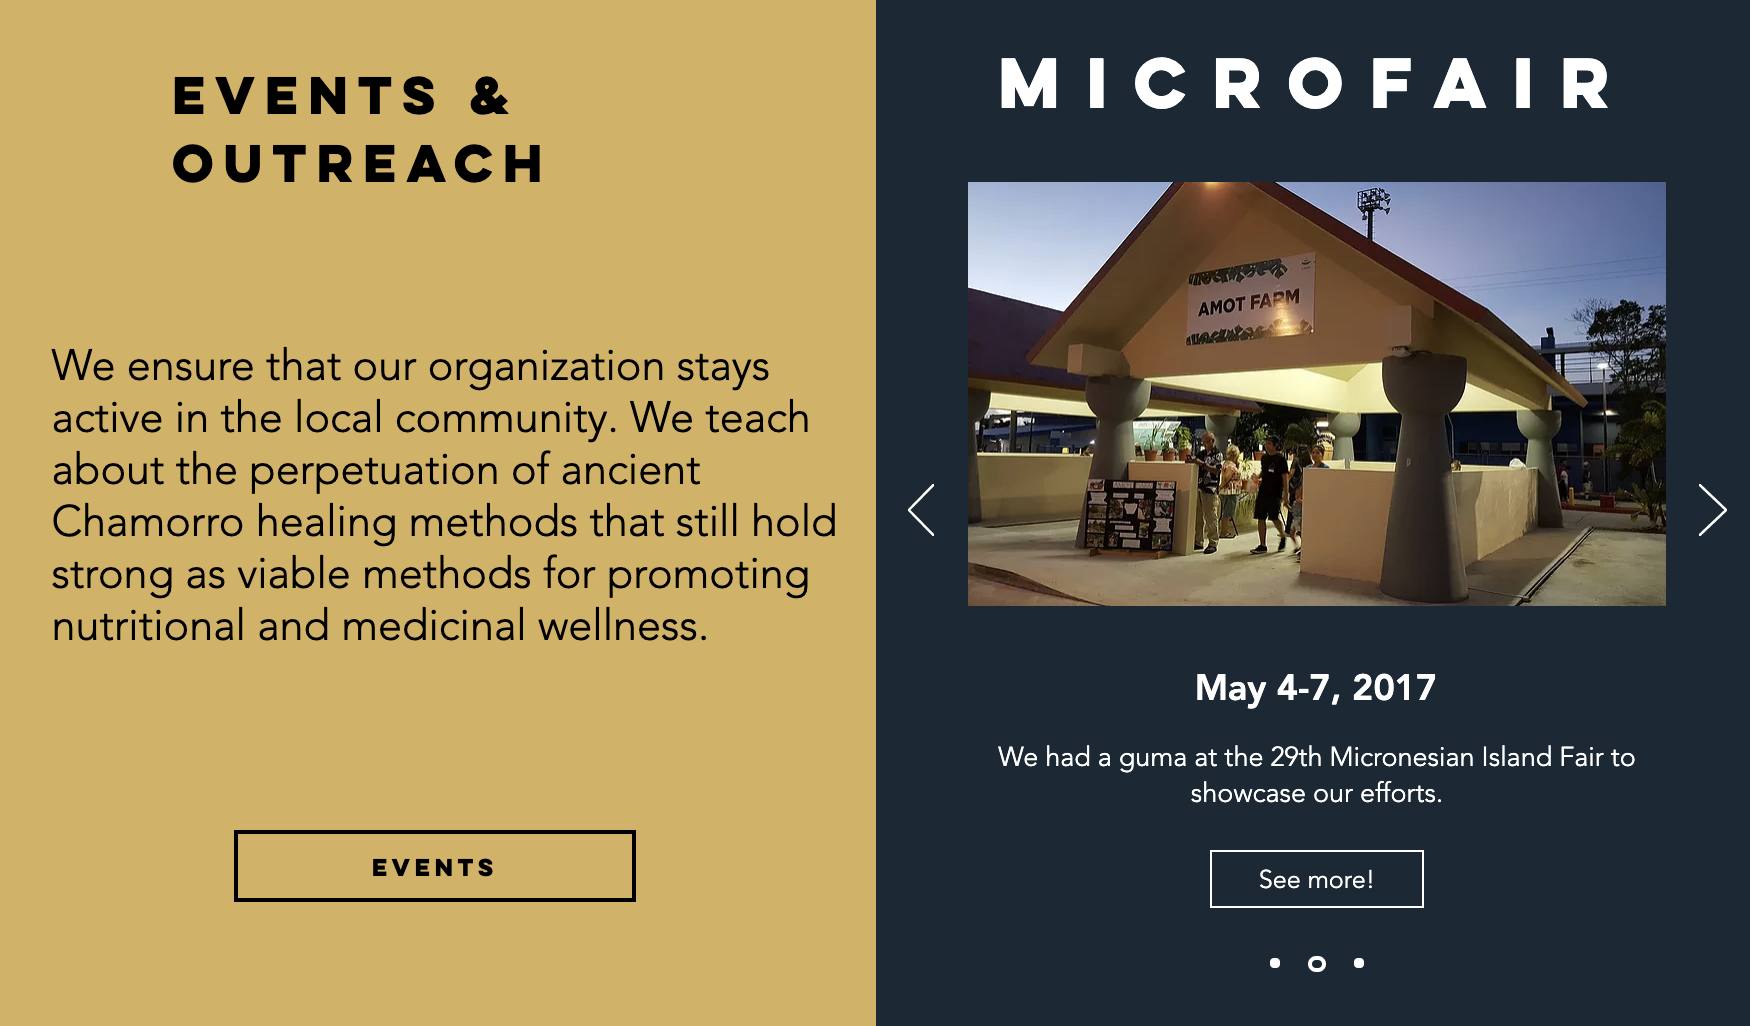 EVENTS &
OUTREACH
We ensure that our organization stays
active in the local community. We teach
about the perpetuation of ancient
Chamorro healing methods that still hold
strong as viable methods for promoting
nutritional and medicinal wellness.
EVENTS
MICROFAIR
AMOT FARM
May 4-7, 2017
We had a guma at the 29th Micronesian Island Fair to
showcase our efforts.
See more!